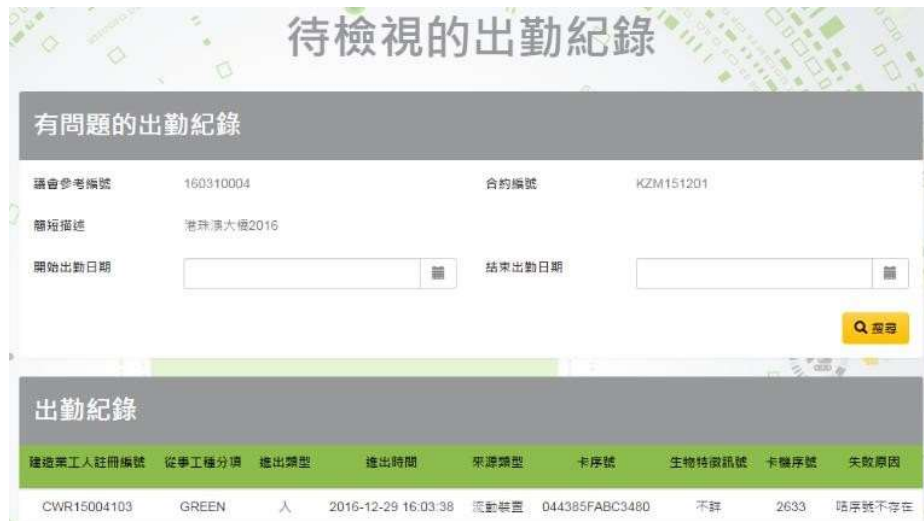 待檢視的出勤紀錄
有問題的出勤紀錄
議會參考編號 160310004 合約編號 KZM151201
簡短描述 港珠澳大橋2016
開始出勤日期 結束出勤日期
搜尋
出勤紀錄
建造業工人註冊編號 從事工種分項 進出類型 進出時間 來源類型 卡序號 生物特徵訊號 卡機序號 失敗原因
CWR15004103 GREEN 人 2016-12-29 16:03:38 流動裝置 044385FABC3480 不詳 2633 唔序號不存在